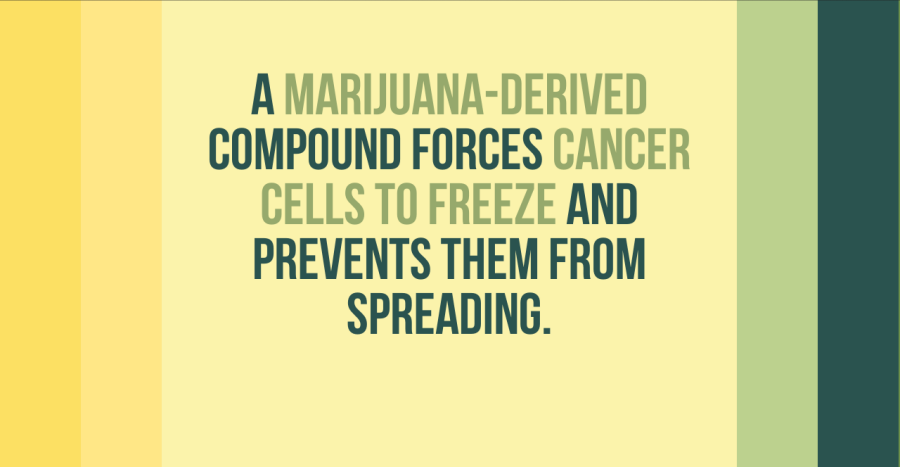 A MARIJUANA-DERIVED
COMPOUND FORCES CANCER
CELLS TO FREEZE AND
PREVENTS THEM FROM
SPREADING.